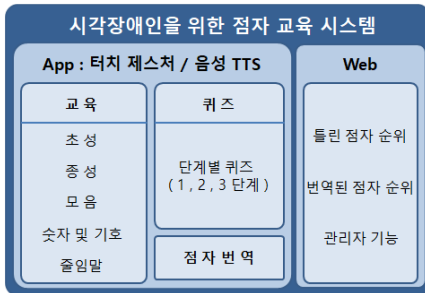 시각장애인을 위한 점자 교육 시스템
App : 터치 제스처 / 음성 TTS
교 육
초 성
종 성
모 음
숫자 및 기호
줄임말
퀴 즈
단계별 퀴즈
( 1 , 2 , 3 단계 )
점 자 번 역
Web
틀린 점자 순위
번역된 점자 순위
관리자 기능